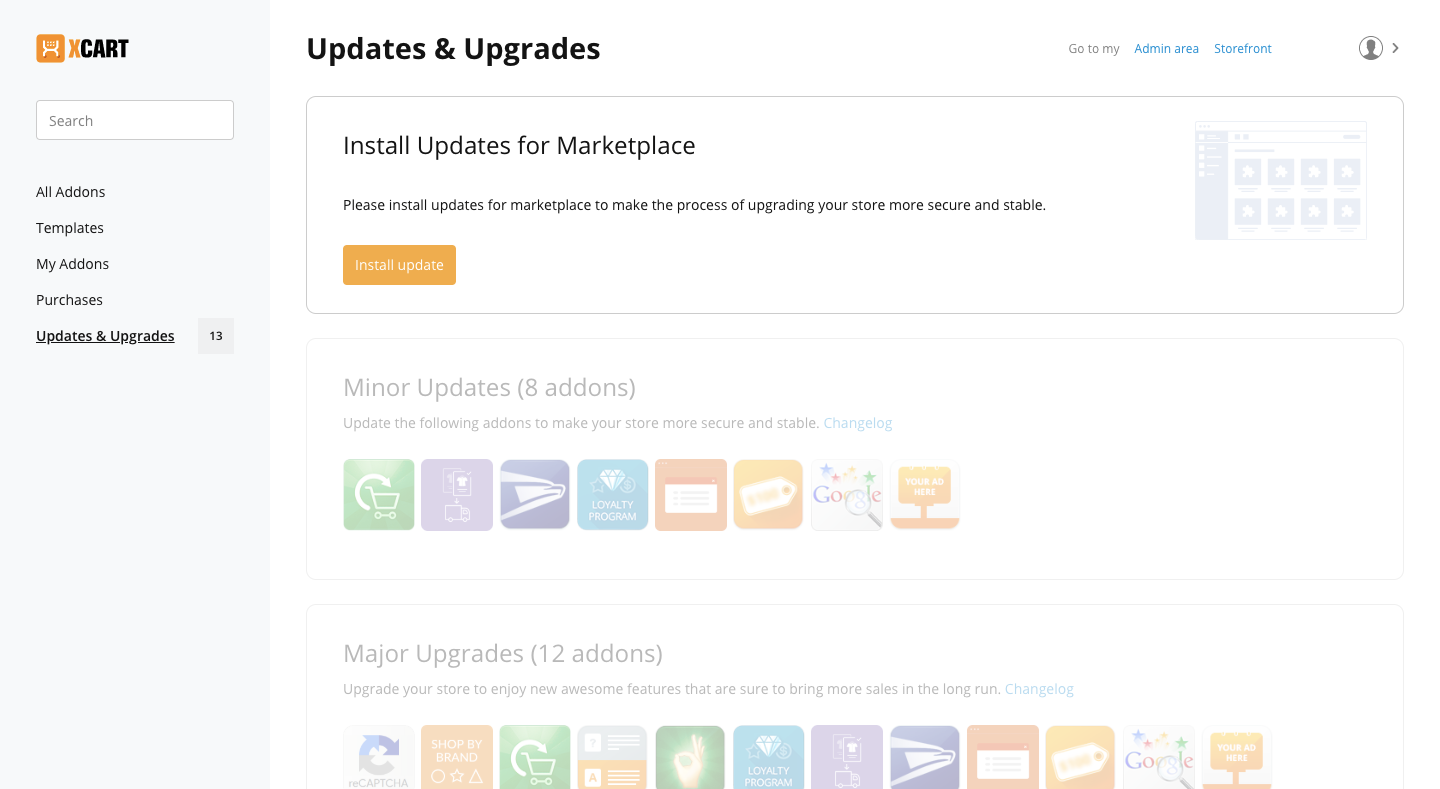 XCART
Updates & Upgrades
Go to my Admin area Storefront
Search
All Addons
Templates
My Addons
Purchases
Updates & Upgrades 13
Install Updates for Marketplace
Please install updates for marketplace to make the process of upgrading your store more secure and stable.
Install update
Minor Updates (8 addons)
Update the following addons to make your store more secure and stable. Changelog
LOYALTY
PROGRAM
Google
YOUR AD
HERE
Major Upgrades (12 addons)
Upgrade your store to enjoy new awesome features that are sure to bring more sales in the long run. Changelog
reCAPTCHA
SHOP BY
BRAND
?
A
LOYALTY
PROGRAM
Google
YOUR AD
HERE